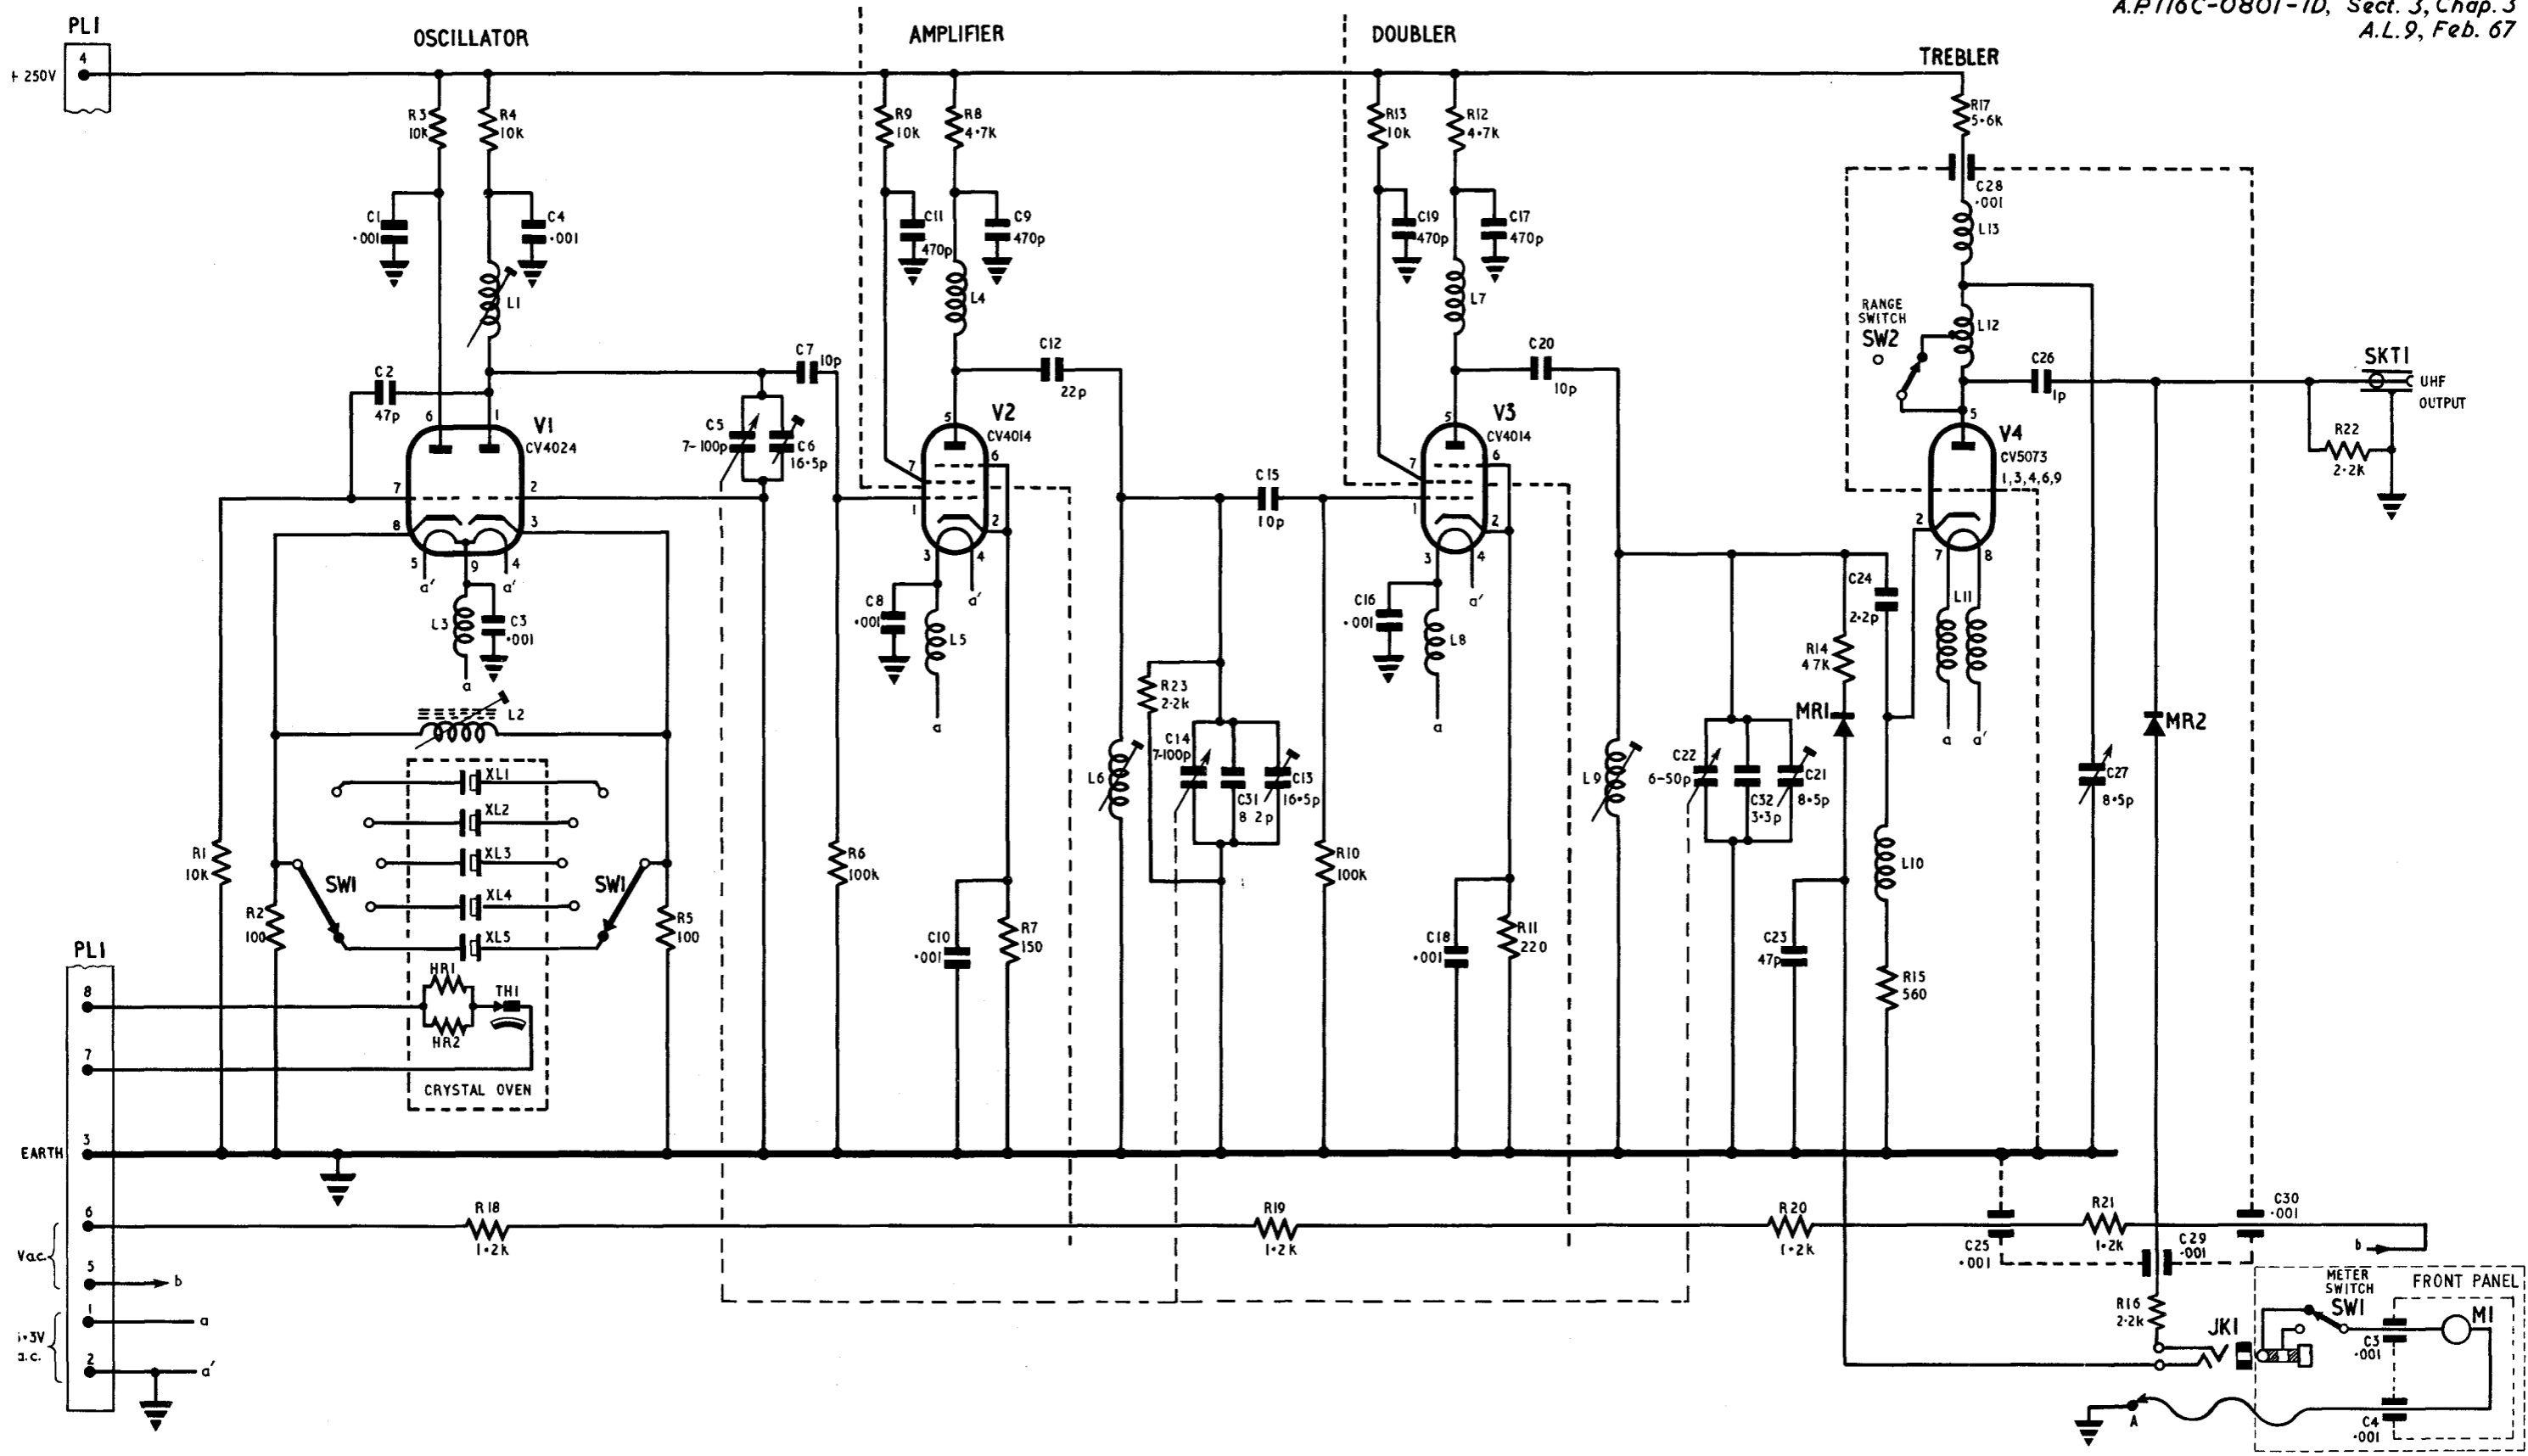 A.P.116C-0801-1D, Sect. 3, Chap. 3
A.L.9, Feb. 67
PL1
4
+ 250V
OSCILLATOR
AMPLIFIER
DOUBLER
TREBLER
R3
10K
R4
10K
R9
10K
R8
4·7K
R13
10K
R12
4·7K
R17
5·6K
C1
·001
C4
·001
C11
470p
C9
470p
C19
470p
C17
470p
C28
·001
L13
L1
L4
L7
L12
RANGE
SWITCH
SW2
C2
47p
C7
10p
C12
22p
C20
10p
C26
1p
SKT1
UHF
OUTPUT
R22
2·2K
6
1
V1
CV4024
7
2
8
3
5
9
4
a'
a'
C5
7-100p
C6
16·5p
5
V2
CV4014
7
6
1
2
3
4
a'
C15
10p
5
V3
CV4014
7
6
1
2
3
4
a'
5
V4
CV5073
1,3,4,6,9
2
7
8
L3
C3
·001
a
C8
·001
L5
a
C16
·001
L8
a
C24
2·2p
L11
a
a'
R14
47K
MR1
MR2
L2
R23
2·2k
C14
7-100p
C31
8 2p
C13
16·5p
L6
L9
C22
6-50p
C32
3·3p
C21
8·5p
C27
8·5p
XL1
XL2
XL3
XL4
XL5
SW1
SW1
R1
10K
R2
100
R5
100
R6
100k
R10
100k
L10
C10
·001
R7
150
C18
·001
R11
220
C23
47p
R15
560
PL1
8
HR1
TH1
HR2
7
CRYSTAL OVEN
3
EARTH
6
R18
1·2k
R19
1·2k
R20
1·2k
C25
·001
R21
1·2k
C30
·001
C29
·001
b
V a.c.
5
b
1
a
·3V
a.c.
2
a'
R16
2·2k
JK1
METER
SWITCH
SW1
FRONT PANEL
M1
C3
·001
C4
·001
A